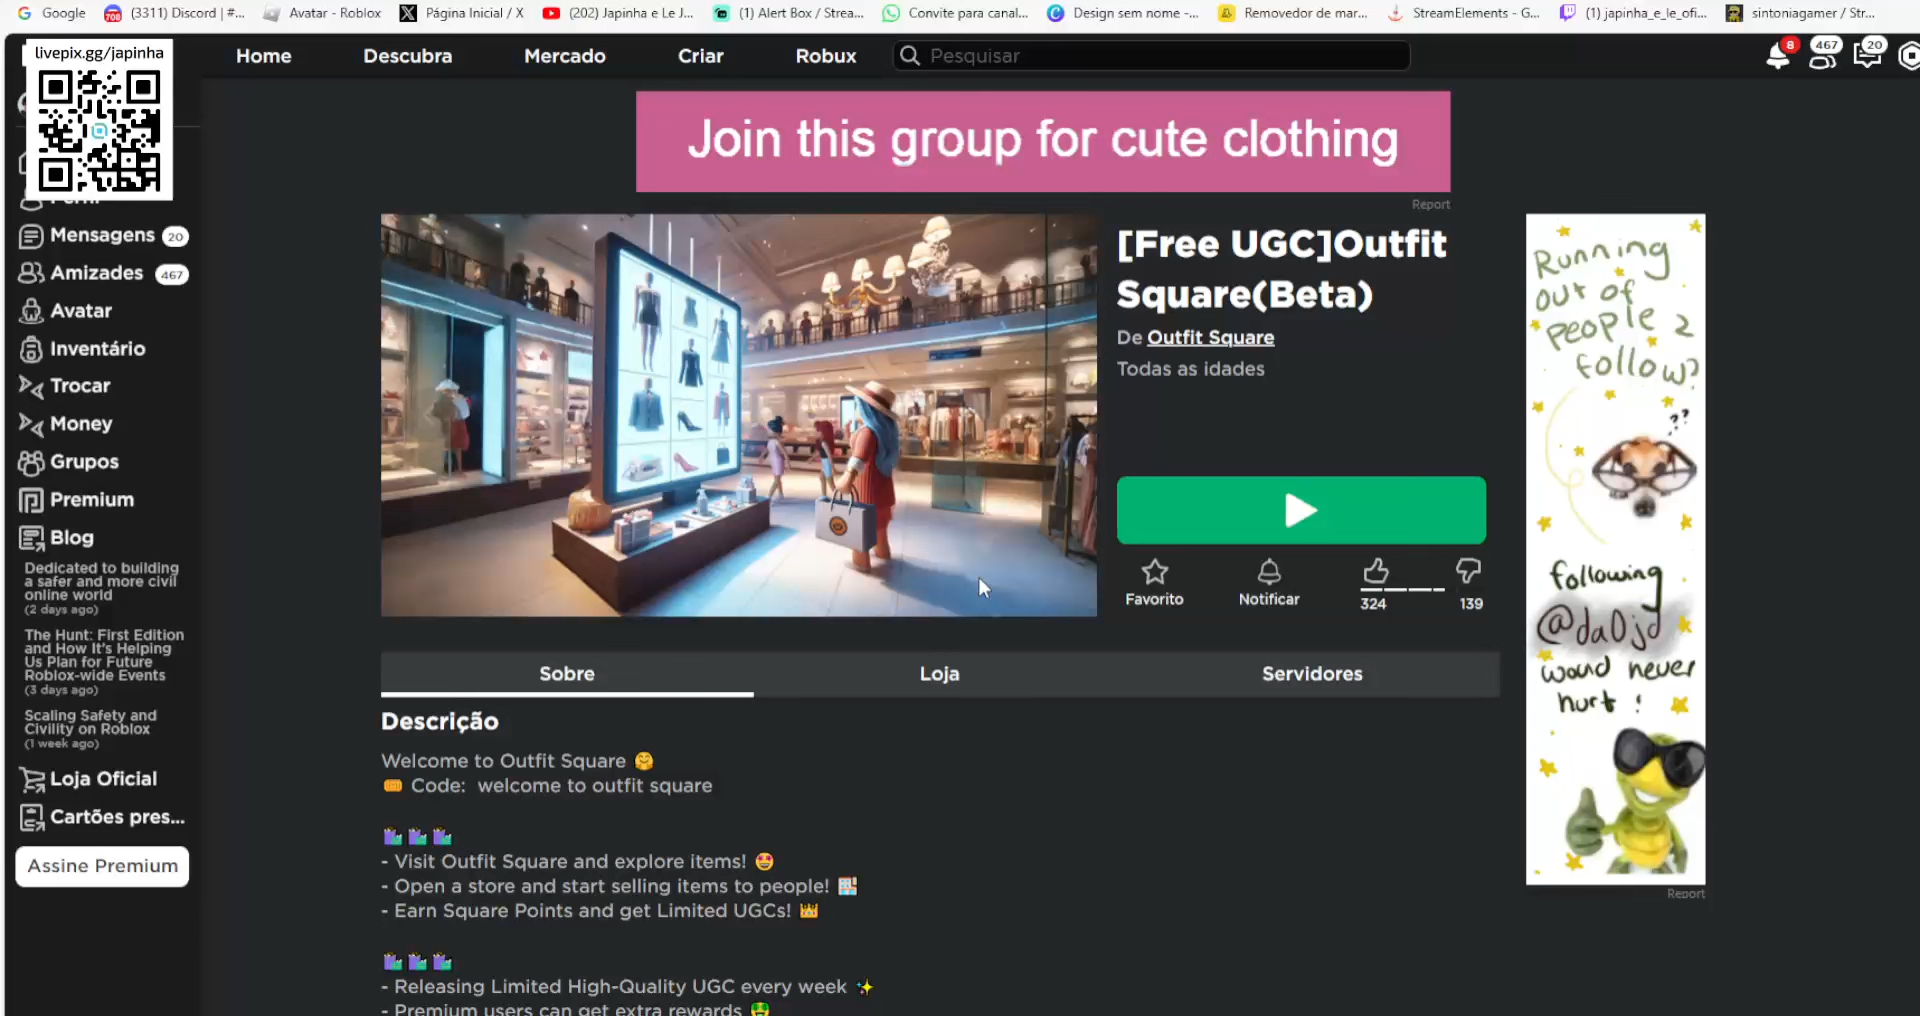 Google
(3311) Discord | #...
Avatar - Roblox
Página Inicial / X
(202) Japinha e Le J...
(1) Alert Box / Strea...
Convite para canal...
Design sem nome -...
Removedor de mar...
StreamElements - G...
(1) japinha_e_le_ofi...
sintoniagamer / Str...
livepix.gg/japinha
Home
Descubra
Mercado
Criar
Robux
Pesquisar
8
467
20
Join this group for cute clothing
Report
Mensagens 20
Amizades 467
Avatar
Inventário
Trocar
Money
Grupos
Premium
Blog
Dedicated to building
a safer and more civil
online world
(2 days ago)
The Hunt: First Edition
and How It's Helping
Us Plan for Future
Roblox-wide Events
(3 days ago)
Scaling Safety and
Civility on Roblox
(1 week ago)
Loja Oficial
Cartões pres...
Assine Premium
[Free UGC]Outfit
Square(Beta)
De Outfit Square
Todas as idades
Favorito
Notificar
324
139
Sobre
Loja
Servidores
Descrição
Welcome to Outfit Square 🤗
🎟 Code: welcome to outfit square
🛍 🛍 🛍
- Visit Outfit Square and explore items! 🤩
- Open a store and start selling items to people! 🏪
- Earn Square Points and get Limited UGCs! 👑
🛍 🛍 🛍
- Releasing Limited High-Quality UGC every week ✨
- Premium users can get extra rewards 🤑
Running
out of
people 2
follow?
??
following
@da0jd
would never
hurt !
Report